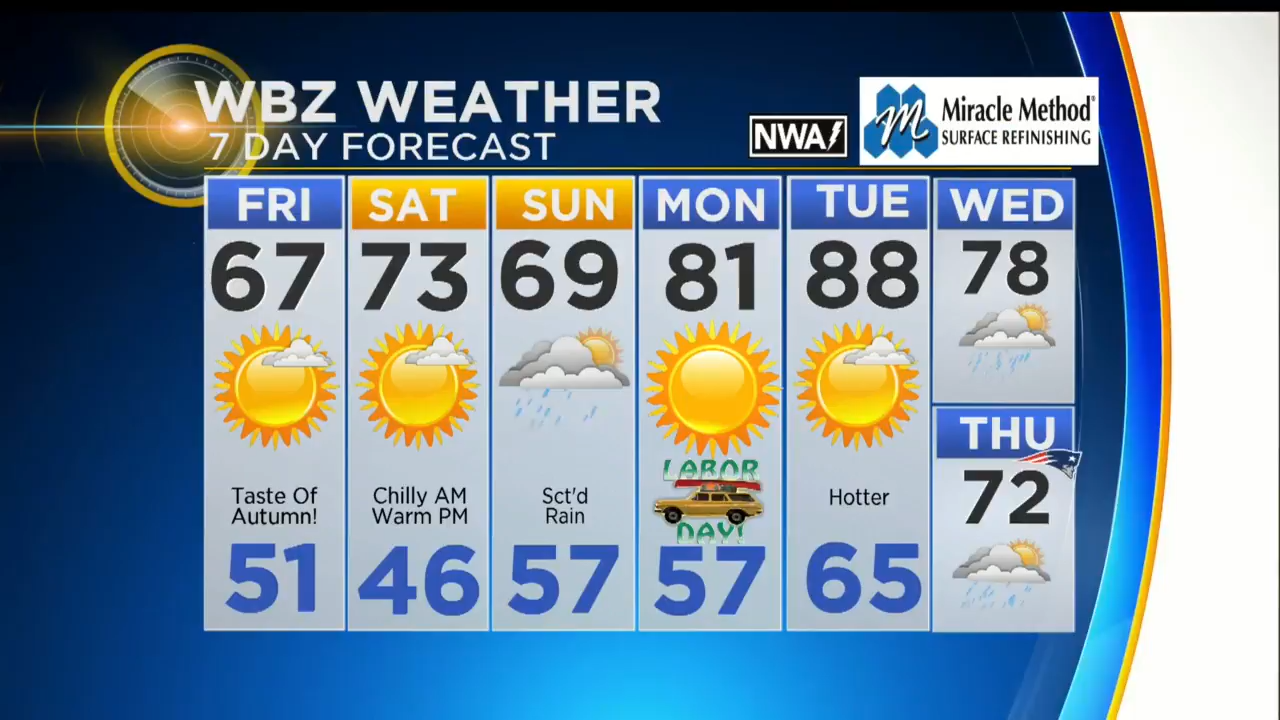 WBZ WEATHER
7 DAY FORECAST
NWA
M
Miracle Method®
SURFACE REFINISHING
FRI
67
Taste Of
Autumn!
51
SAT
73
Chilly AM
Warm PM
46
SUN
69
Sct'd
Rain
57
MON
81
LABOR
DAY!
57
TUE
88
Hotter
65
WED
78
THU
72